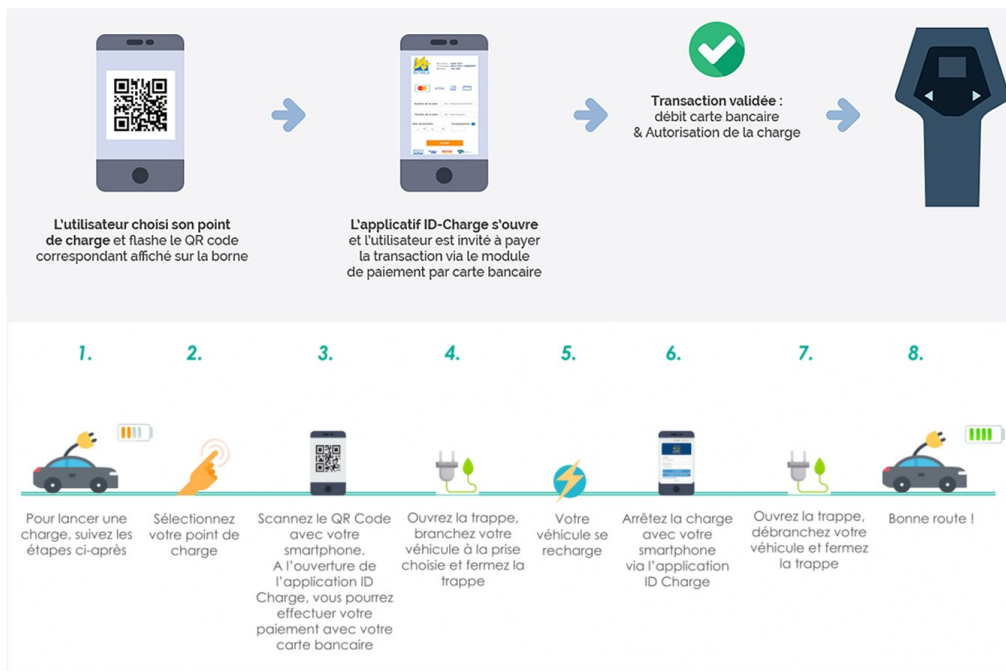 L'utilisateur choisi son point
de charge et flashe le QR code
correspondant affiché sur la borne
L'applicatif ID-Charge s'ouvre
et l'utilisateur est invité à payer
la transaction via le module
de paiement par carte bancaire
Transaction validée :
débit carte bancaire
& Autorisation de la charge
1.
Pour lancer une
charge, suivez les
étapes ci-après
2.
Sélectionnez
votre point de
charge
3.
Scannez le QR Code
avec votre
smartphone.
A l'ouverture de
l'application ID
Charge, vous pourrez
effectuer votre
paiement avec votre
carte bancaire
4.
Ouvrez la trappe,
branchez votre
véhicule à la prise
choisie et fermez la
trappe
5.
Votre
véhicule se
recharge
6.
Arrêtez la charge
avec votre
smartphone
via l'application
ID Charge
7.
Ouvrez la trappe,
débranchez votre
véhicule et fermez
la trappe
8.
Bonne route !